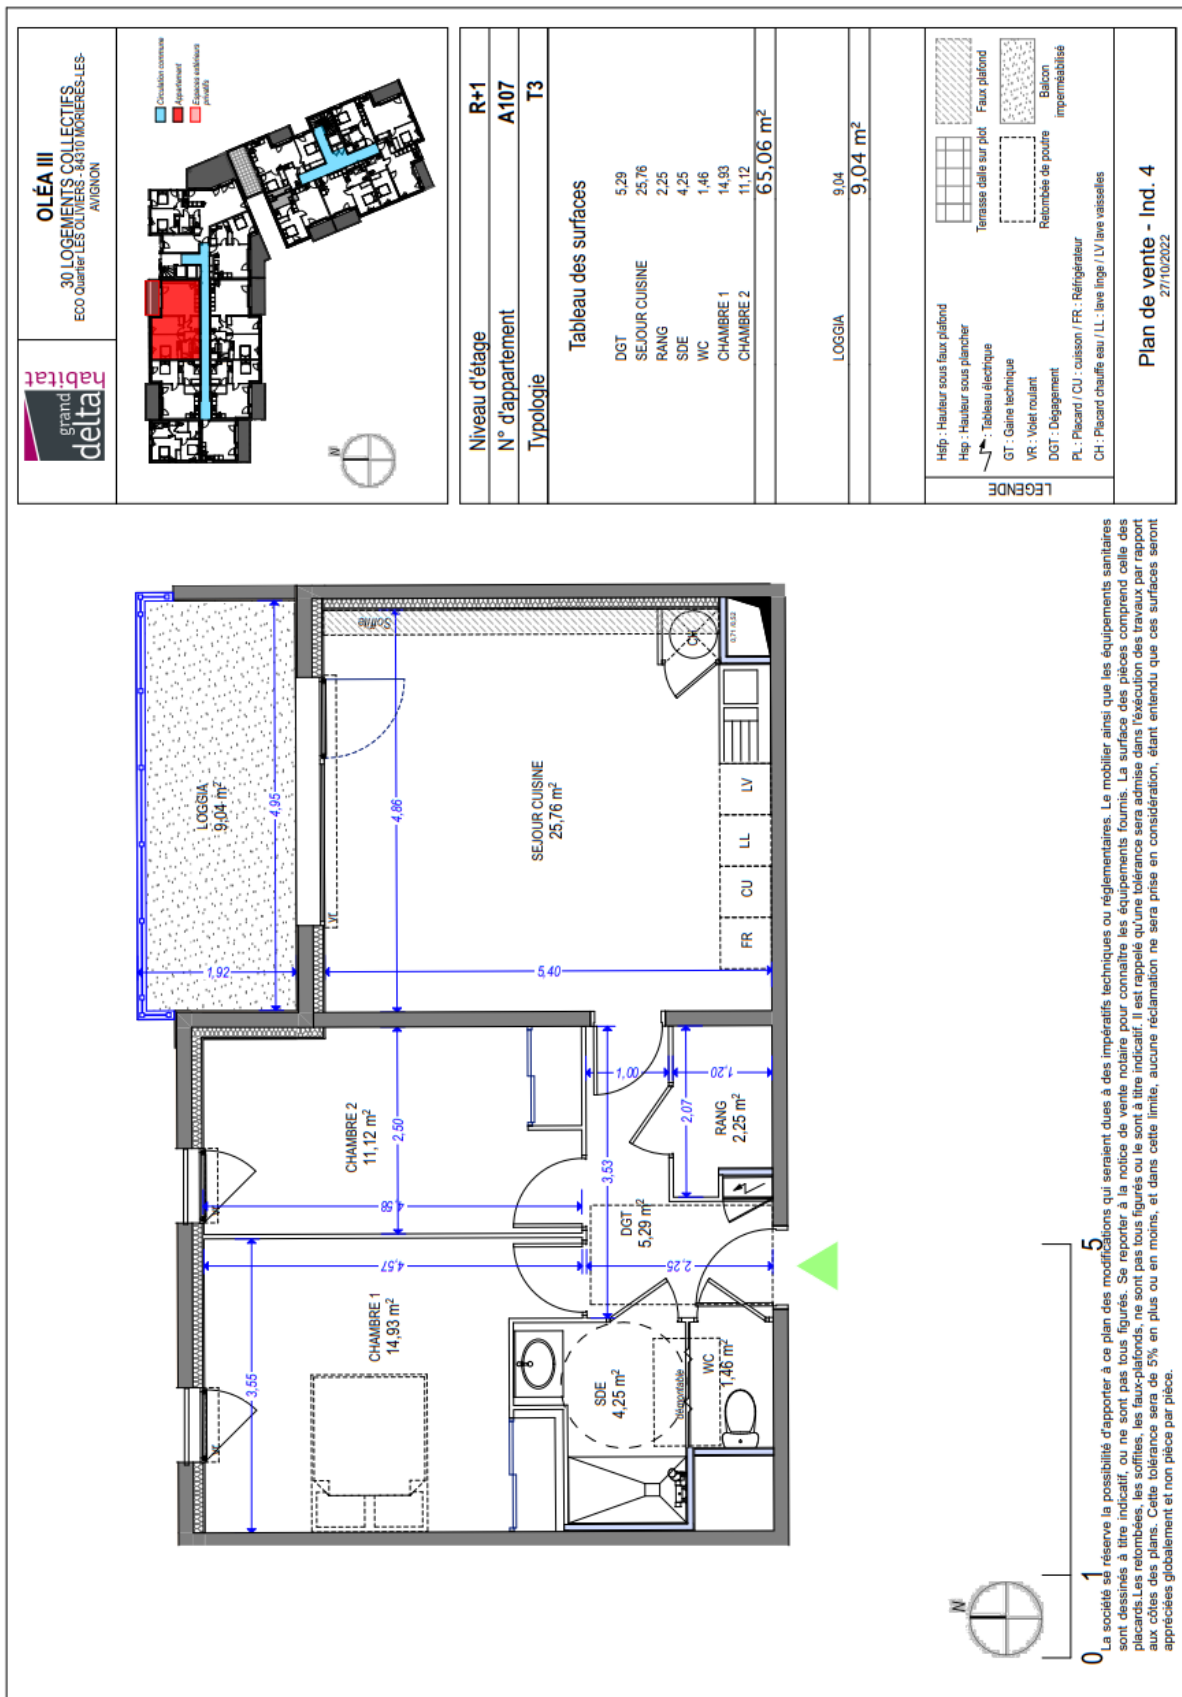 grand
delta
habitat
OLÉA III
30 LOGEMENTS COLLECTIFS
ECO Quartier LES OLIVIERS - 84310 MORIERES-LES-
AVIGNON
Circulation commune
Appartement
Espaces extérieurs
privatifs
N
Niveau d'étage R+1
N° d'appartement A107
Typologie T3
Tableau des surfaces
DGT 5,29
SEJOUR CUISINE 25,76
RANG 2,25
SDE 4,25
WC 1,46
CHAMBRE 1 14,93
CHAMBRE 2 11,12
65,06 m²
LOGGIA 9,04
9,04 m²
LEGENDE
Hsfp : Hauteur sous faux plafond
Hsp : Hauteur sous plancher
: Tableau électrique
GT : Gaine technique
VR : Volet roulant
DGT : Dégagement
PL : Placard / CU : cuisson / FR : Réfrigérateur
CH : Placard chauffe eau / LL : lave linge / LV lave vaisselles
Terrasse dalle sur plot
Faux plafond
Retombée de poutre
Balcon
imperméabilisé
Plan de vente - Ind. 4
27/10/2022
LOGGIA
9,04 m²
4,95
1,92
Soffite
4,86
5,40
vr
SEJOUR CUISINE
25,76 m²
CH
0,71 /0,52
FR
CU
LL
LV
CHAMBRE 2
11,12 m²
2,50
4,58
CHAMBRE 1
14,93 m²
3,55
4,57
vr
1,00
1,20
2,07
RANG
2,25 m²
3,53
DGT
5,29 m²
2,25
SDE
4,25 m²
démontable
WC
1,46 m²
N
0 1 5
La société se réserve la possibilité d'apporter à ce plan des modifications qui seraient dues à des impératifs techniques ou réglementaires. Le mobilier ainsi que les équipements sanitaires
sont dessinés à titre indicatif, ou ne sont pas tous figurés. Se reporter à la notice de vente notaire pour connaître les équipements fournis. La surface des pièces comprend celle des
placards.Les retombées, les soffites, les faux-plafonds, ne sont pas tous figurés ou le sont à titre indicatif. Il est rappelé qu'une tolérance sera admise dans l'éxécution des travaux par rapport
aux côtes des plans. Cette tolérance sera de 5% en plus ou en moins, et dans cette limite, aucune réclamation ne sera prise en considération, étant entendu que ces surfaces seront
appréciées globalement et non pièce par pièce.